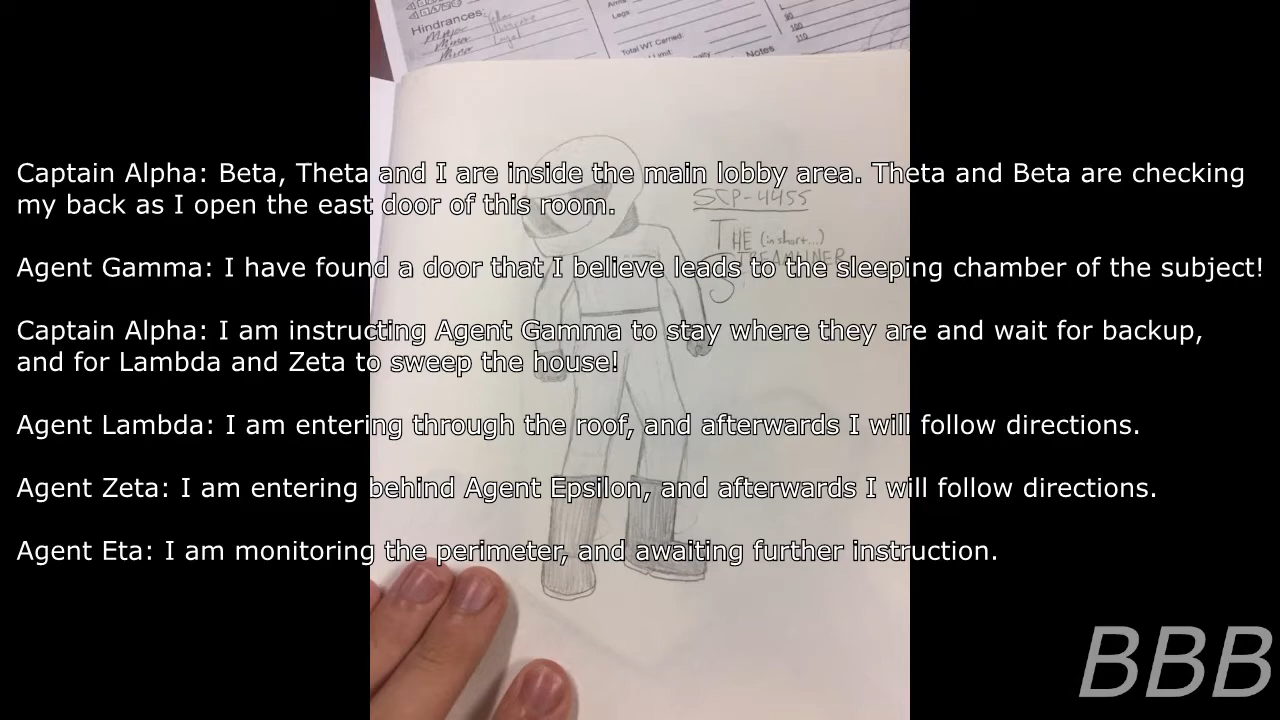 Hindrances:
Total WT Carried:
Notes
90
100
110
SCP-4455
THE (in short...)
STREAMLINER
Captain Alpha: Beta, Theta and I are inside the main lobby area. Theta and Beta are checking
my back as I open the east door of this room.
Agent Gamma: I have found a door that I believe leads to the sleeping chamber of the subject!
Captain Alpha: I am instructing Agent Gamma to stay where they are and wait for backup,
and for Lambda and Zeta to sweep the house!
Agent Lambda: I am entering through the roof, and afterwards I will follow directions.
Agent Zeta: I am entering behind Agent Epsilon, and afterwards I will follow directions.
Agent Eta: I am monitoring the perimeter, and awaiting further instruction.
BBB